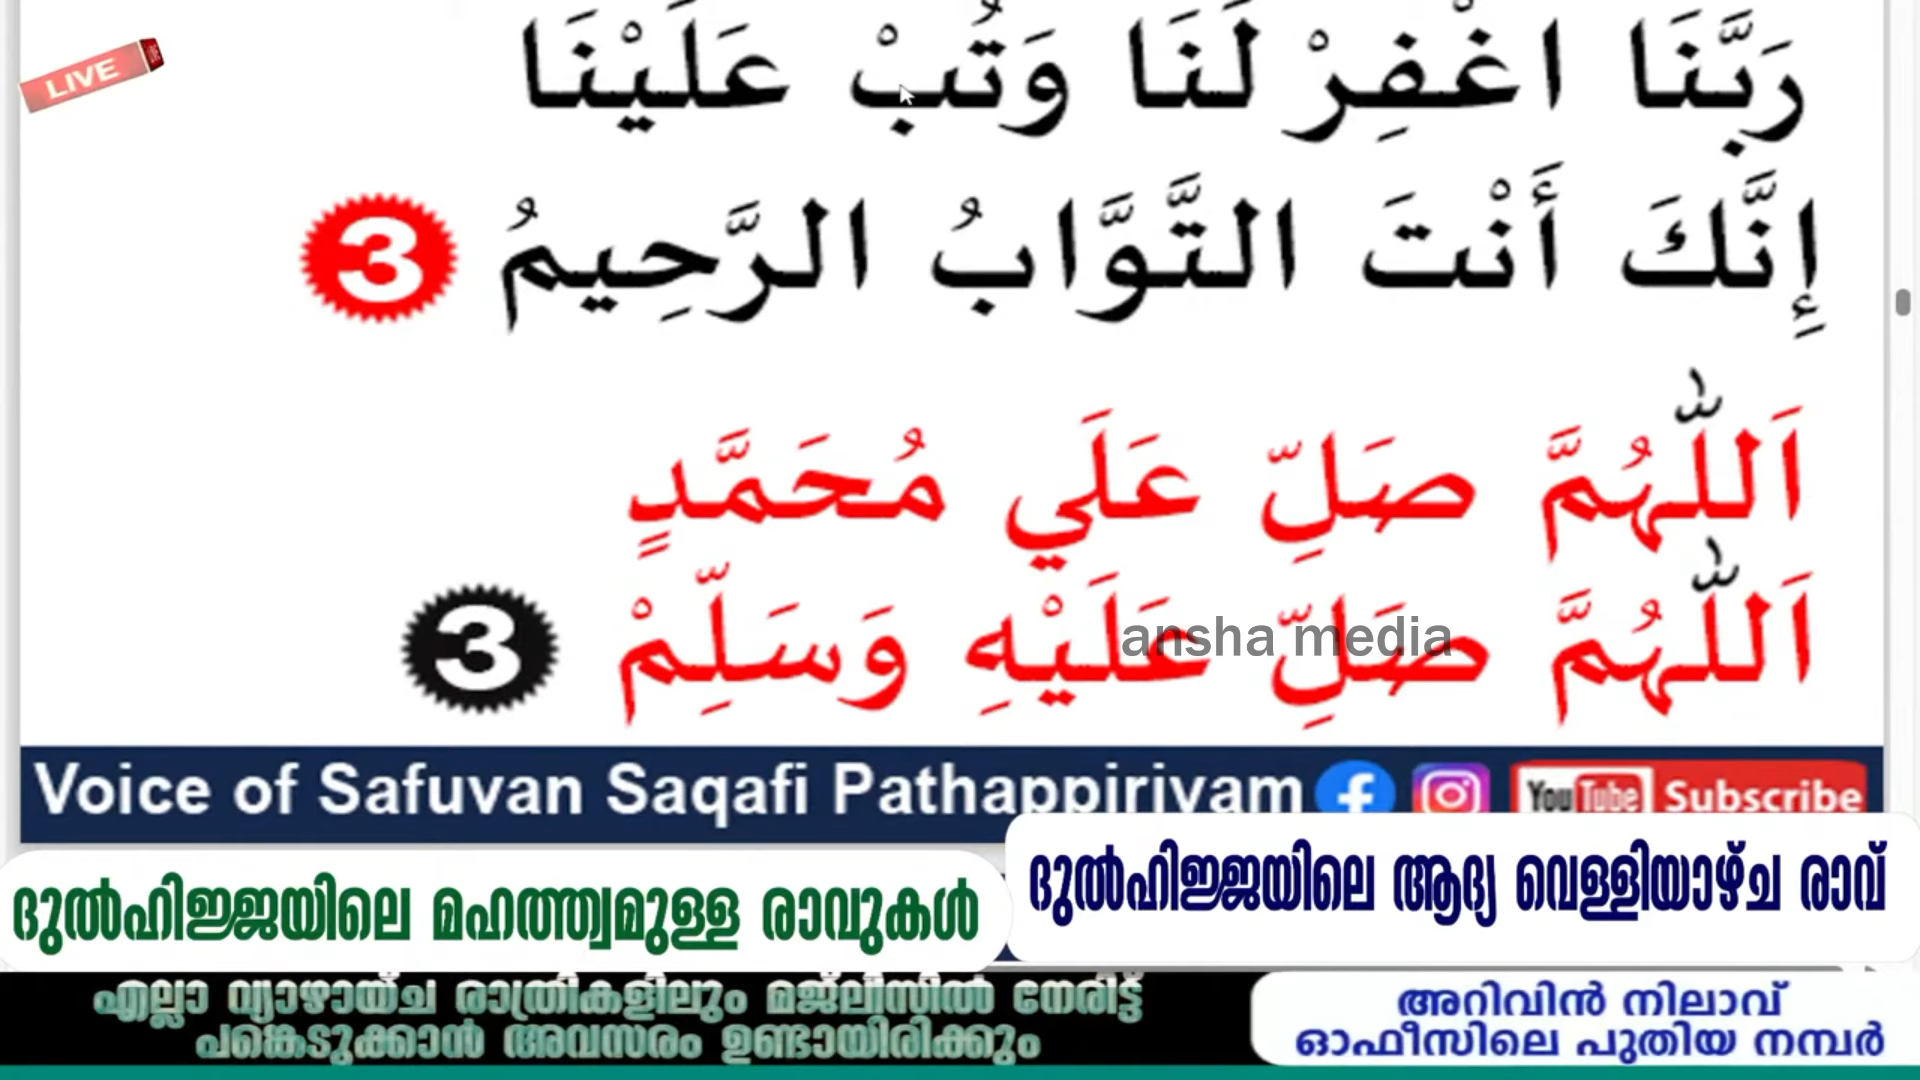 LIVE
رَبَّنَا اغْفِرْ لَنَا وَتُبْ عَلَيْنَا
إِنَّكَ أَنْتَ التَّوَّابُ الرَّحِيمُ 3
اَللّٰهُمَّ صَلِّ عَلَي مُحَمَّدٍ
اَللّٰهُمَّ صَلِّ عَلَيْهِ وَسَلِّمْ 3
ansha media
Voice of Safuvan Saqafi Pathappiriyam YouTube Subscribe
ദുൽഹിജ്ജയിലെ മഹത്ത്വമുള്ള രാവുകൾ
ദുൽഹിജ്ജയിലെ ആദ്യ വെള്ളിയാഴ്ച രാവ്
എല്ലാ വ്യാഴായ്ച രാത്രികളിലും മജ്ലിസിൽ നേരിട്ട്
പങ്കെടുക്കാൻ അവസരം ഉണ്ടായിരിക്കും
അറിവിൻ നിലാവ്
ഓഫീസിലെ പുതിയ നമ്പർ